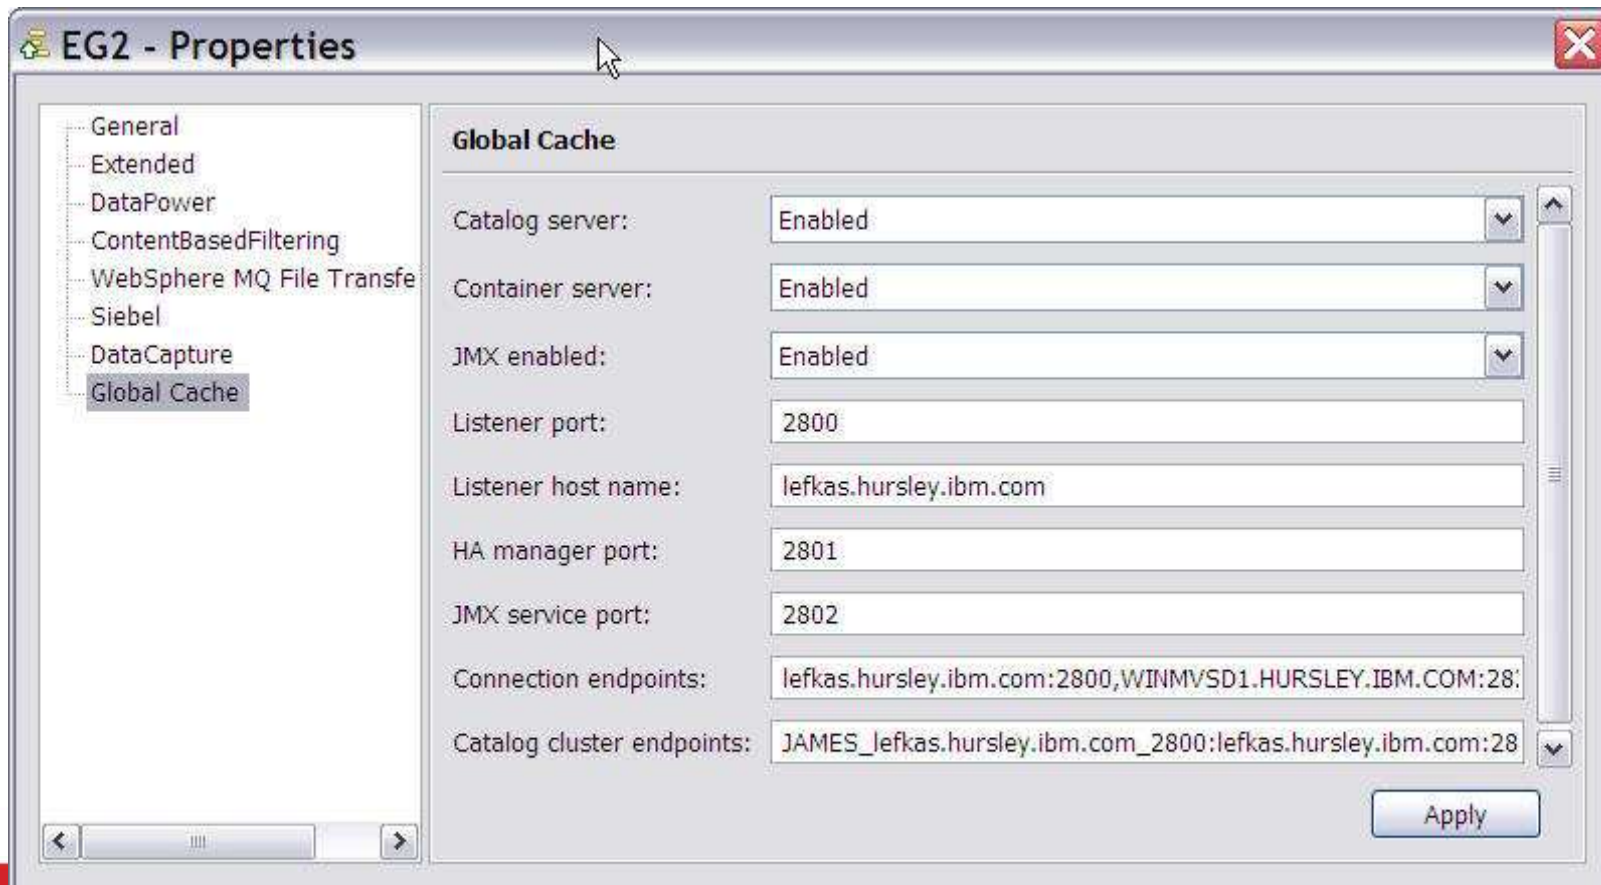 EG2 - Properties
General
Extended
DataPower
ContentBasedFiltering
WebSphere MQ File Transfe
Siebel
DataCapture
Global Cache
Global Cache
Catalog server: Enabled
Container server: Enabled
JMX enabled: Enabled
Listener port: 2800
Listener host name: lefkas.hursley.ibm.com
HA manager port: 2801
JMX service port: 2802
Connection endpoints: lefkas.hursley.ibm.com:2800,WINMVSD1.HURSLEY.IBM.COM:28
Catalog cluster endpoints: JAMES_lefkas.hursley.ibm.com_2800:lefkas.hursley.ibm.com:28
Apply